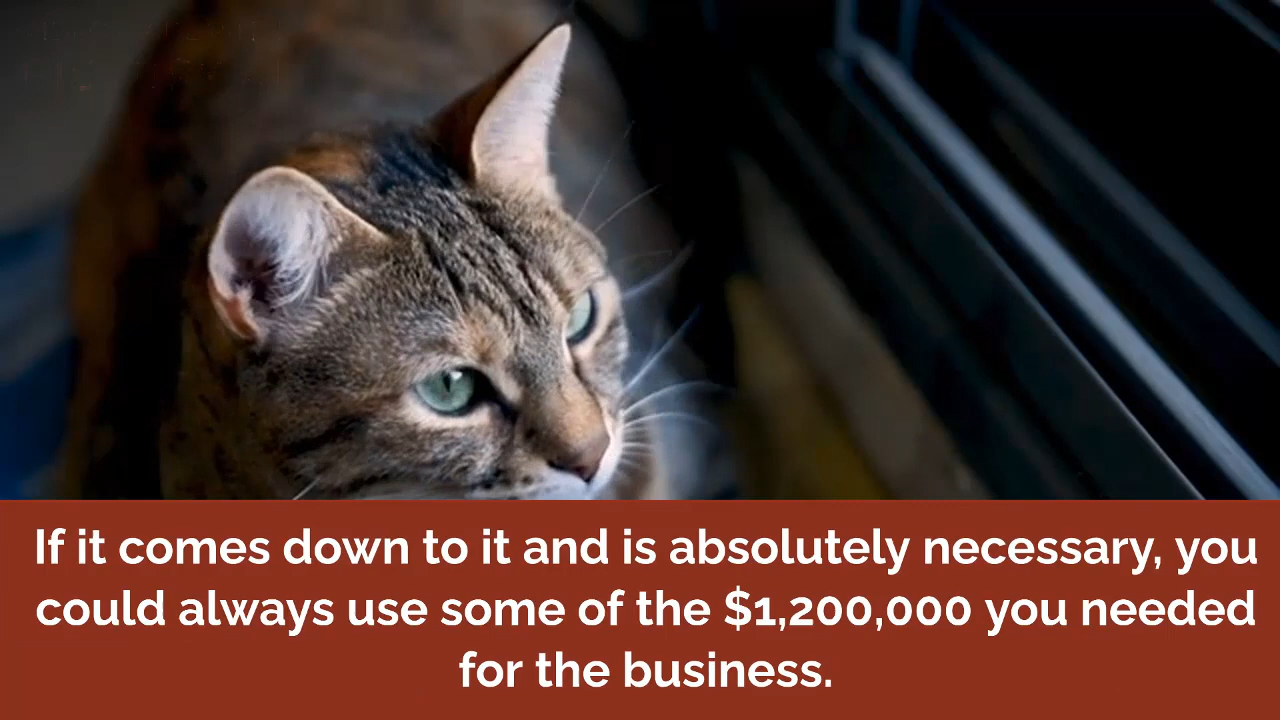 If it comes down to it and is absolutely necessary, you
could always use some of the $1,200,000 you needed
for the business.